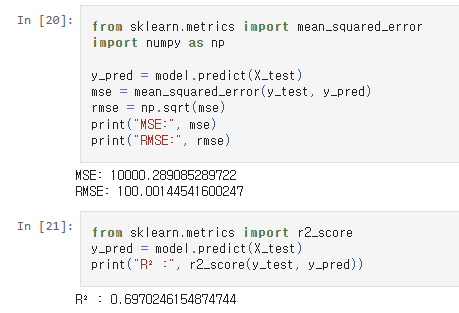 In [20]:
from sklearn.metrics import mean_squared_error
import numpy as np
y_pred = model.predict(X_test)
mse = mean_squared_error(y_test, y_pred)
rmse = np.sqrt(mse)
print("MSE:", mse)
print("RMSE:", rmse)
MSE: 10000.289085289722
RMSE: 100.00144541600247
In [21]:
from sklearn.metrics import r2_score
y_pred = model.predict(X_test)
print("R² :", r2_score(y_test, y_pred))
R² : 0.6970246154874744